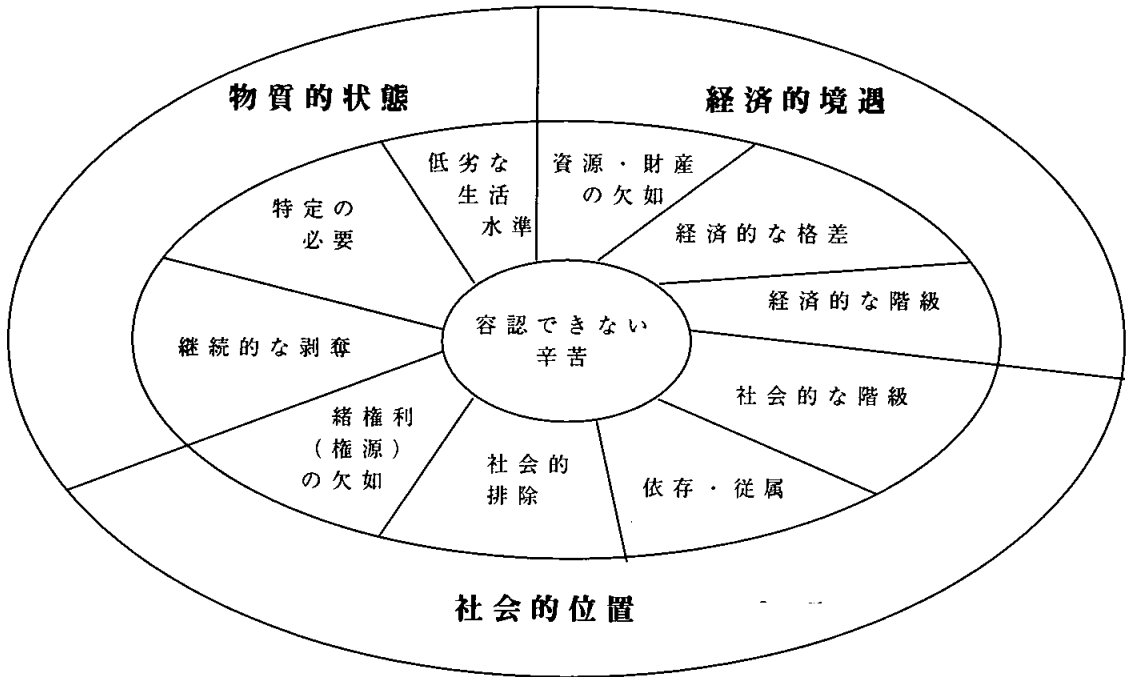 物質的状態
経済的境遇
低劣な
生活
水準
資源・財産
の欠如
特定の
必要
経済的な格差
経済的な階級
容認できない
辛苦
継続的な剥奪
社会的な階級
緒権利
（権源）
の欠如
社会的
排除
依存・従属
社会的位置